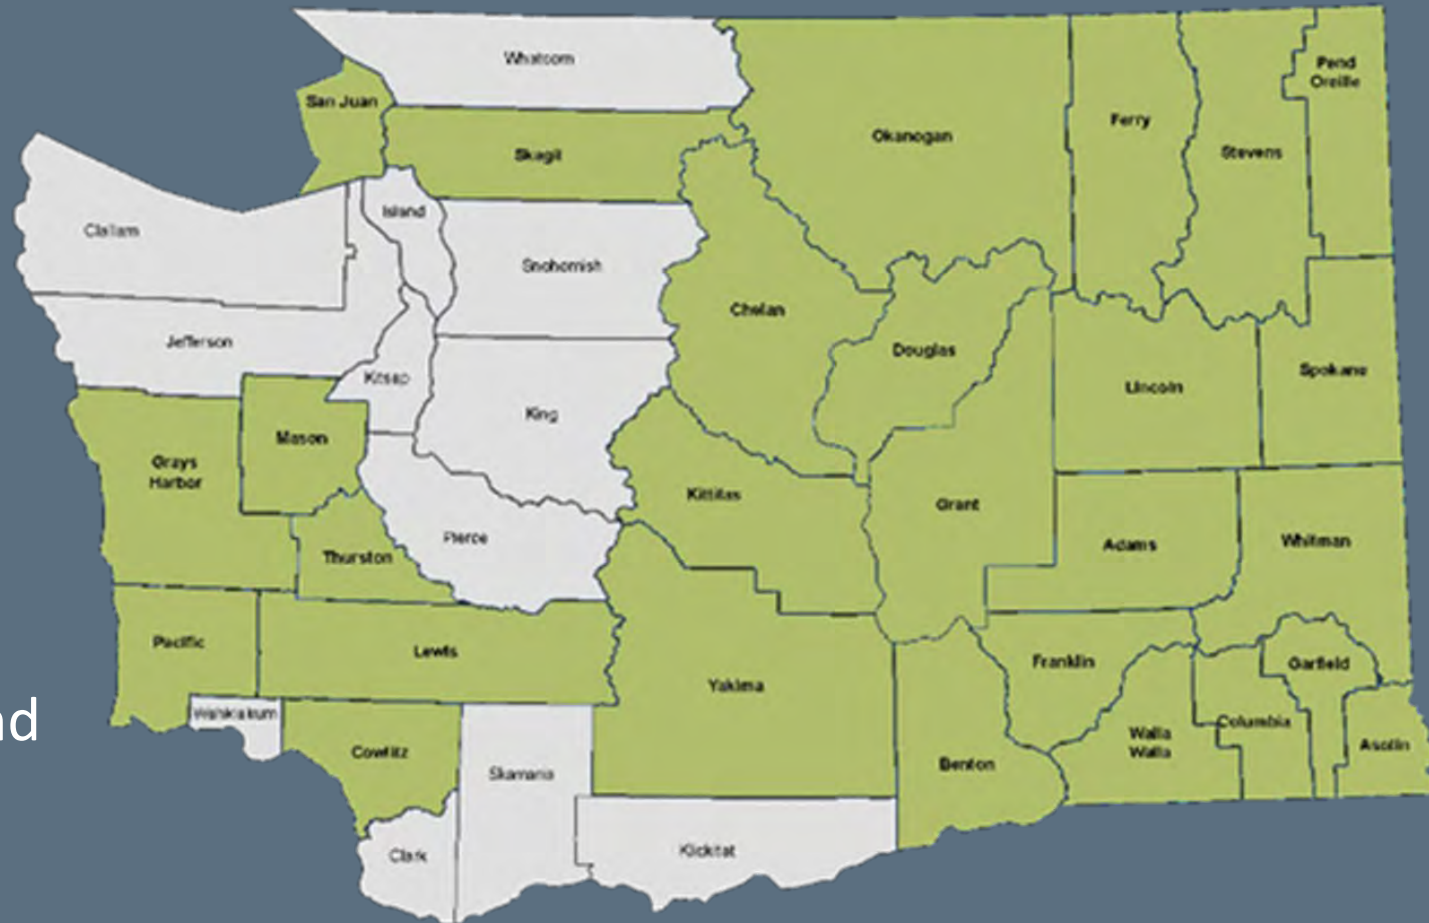 Whatcom
Pend
Oreille
San Juan
Ferry
Okanogan
Stevens
Skagit
Island
Clallam
Snohomish
Chelan
Jefferson
Douglas
Spokane
Kitsap
Lincoln
King
Mason
Grays
Harbor
Kittitas
Grant
Pierce
Whitman
Adams
Thurston
Pacific
Lewis
Franklin
Garfield
Yakima
Wahkiakum
nd
Columbia
Walla
Walla
Asotin
Cowlitz
Benton
Skamania
Clark
Klickitat